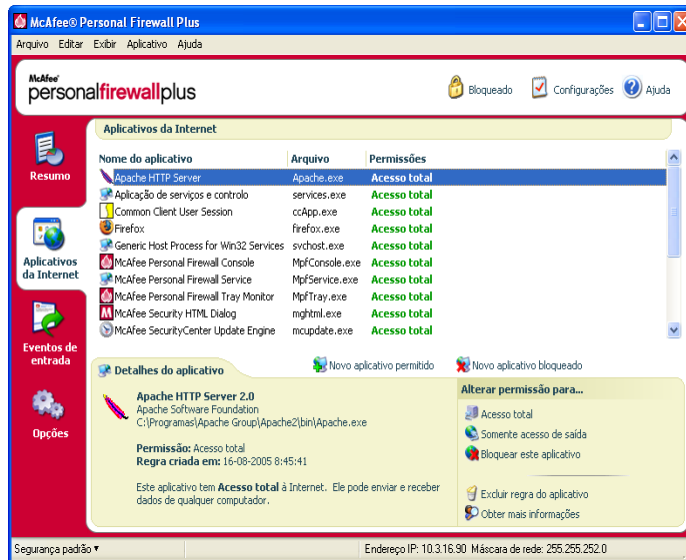 McAfee® Personal Firewall Plus
Arquivo Editar Exibir Aplicativo Ajuda
McAfee®
personalfirewallplus
Bloqueado Configurações Ajuda
Resumo
Aplicativos
da Internet
Eventos de
entrada
Opções
Aplicativos da Internet
Nome do aplicativo Arquivo Permissões
Apache HTTP Server Apache.exe Acesso total
Aplicação de serviços e controlo services.exe Acesso total
Common Client User Session ccApp.exe Acesso total
Firefox firefox.exe Acesso total
Generic Host Process for Win32 Services svchost.exe Acesso total
McAfee Personal Firewall Console MpfConsole.exe Acesso total
McAfee Personal Firewall Service MpfService.exe Acesso total
McAfee Personal Firewall Tray Monitor MpfTray.exe Acesso total
McAfee Security HTML Dialog mghtml.exe Acesso total
McAfee SecurityCenter Update Engine mcupdate.exe Acesso total
Detalhes do aplicativo
Novo aplicativo permitido Novo aplicativo bloqueado
Apache HTTP Server 2.0
Apache Software Foundation
C:\Programas\Apache Group\Apache2\bin\Apache.exe
Permissão: Acesso total
Regra criada em: 16-08-2005 8:45:41
Este aplicativo tem Acesso total à Internet. Ele pode enviar e receber
dados de qualquer computador.
Alterar permissão para...
Acesso total
Somente acesso de saída
Bloquear este aplicativo
Excluir regra do aplicativo
Obter mais informações
Segurança padrão Endereço IP: 10.3.16.90 Máscara de rede: 255.255.252.0